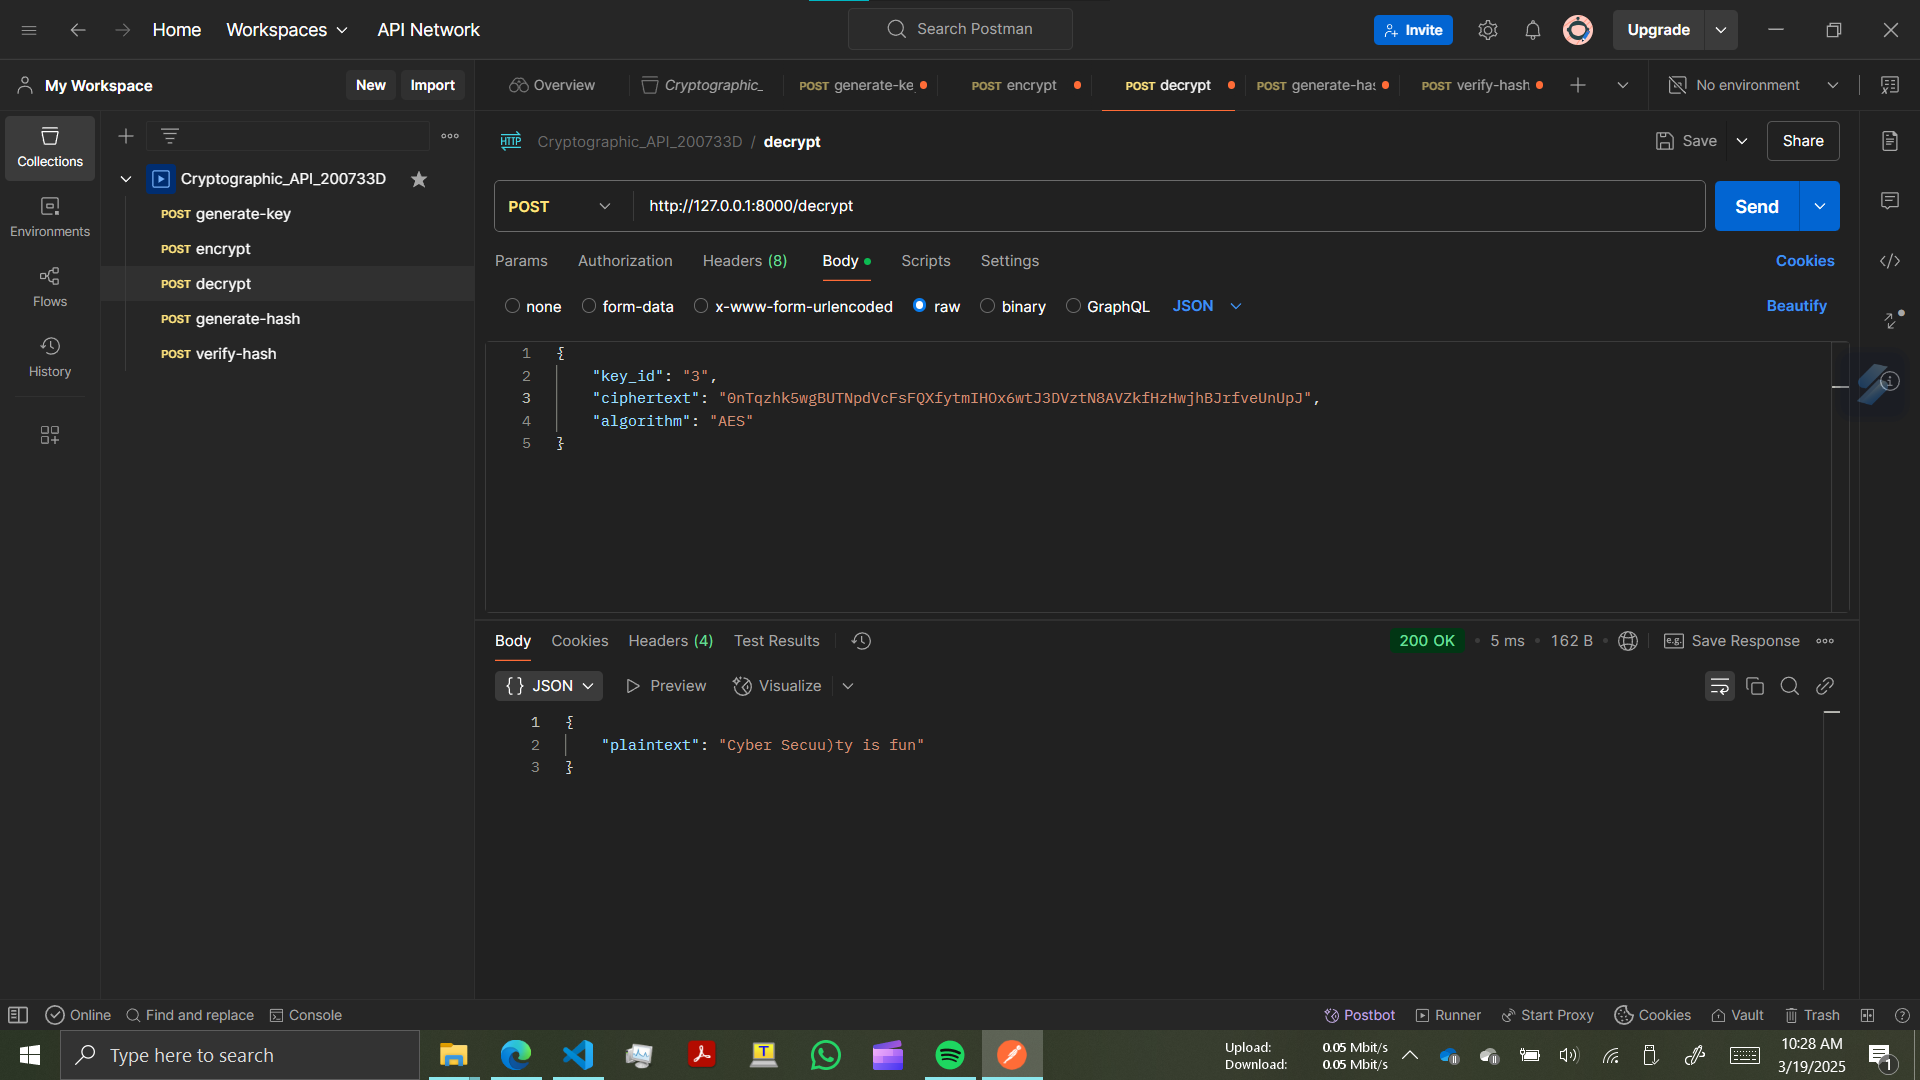 Home
Workspaces
API Network
Search Postman
Invite
Upgrade
My Workspace
New
Import
Overview
Cryptographic_
POST generate-ke
POST encrypt
POST decrypt
POST generate-has
POST verify-hash
No environment
Collections
Environments
Flows
History
Cryptographic_API_200733D
POST generate-key
POST encrypt
POST decrypt
POST generate-hash
POST verify-hash
HTTP Cryptographic_API_200733D / decrypt
Save
Share
POST
http://127.0.0.1:8000/decrypt
Send
Params
Authorization
Headers (8)
Body
Scripts
Settings
Cookies
none
form-data
x-www-form-urlencoded
raw
binary
GraphQL
JSON
Beautify
1 {
2 "key_id": "3",
3 "ciphertext": "0nTqzhk5wgBUTNpdVcFsFQXfytmIHOx6wtJ3DVztN8AVZkfHzHwjhBJrfveUnUpJ",
4 "algorithm": "AES"
5 }
Body
Cookies
Headers (4)
Test Results
200 OK
5 ms
162 B
e.g. Save Response
{} JSON
Preview
Visualize
1 {
2 "plaintext": "Cyber Secuu)ty is fun"
3 }
Online
Find and replace
Console
Postbot
Runner
Start Proxy
Cookies
Vault
Trash
Type here to search
T
Upload: 0.05 Mbit/s
Download: 0.05 Mbit/s
10:28 AM
3/19/2025
1